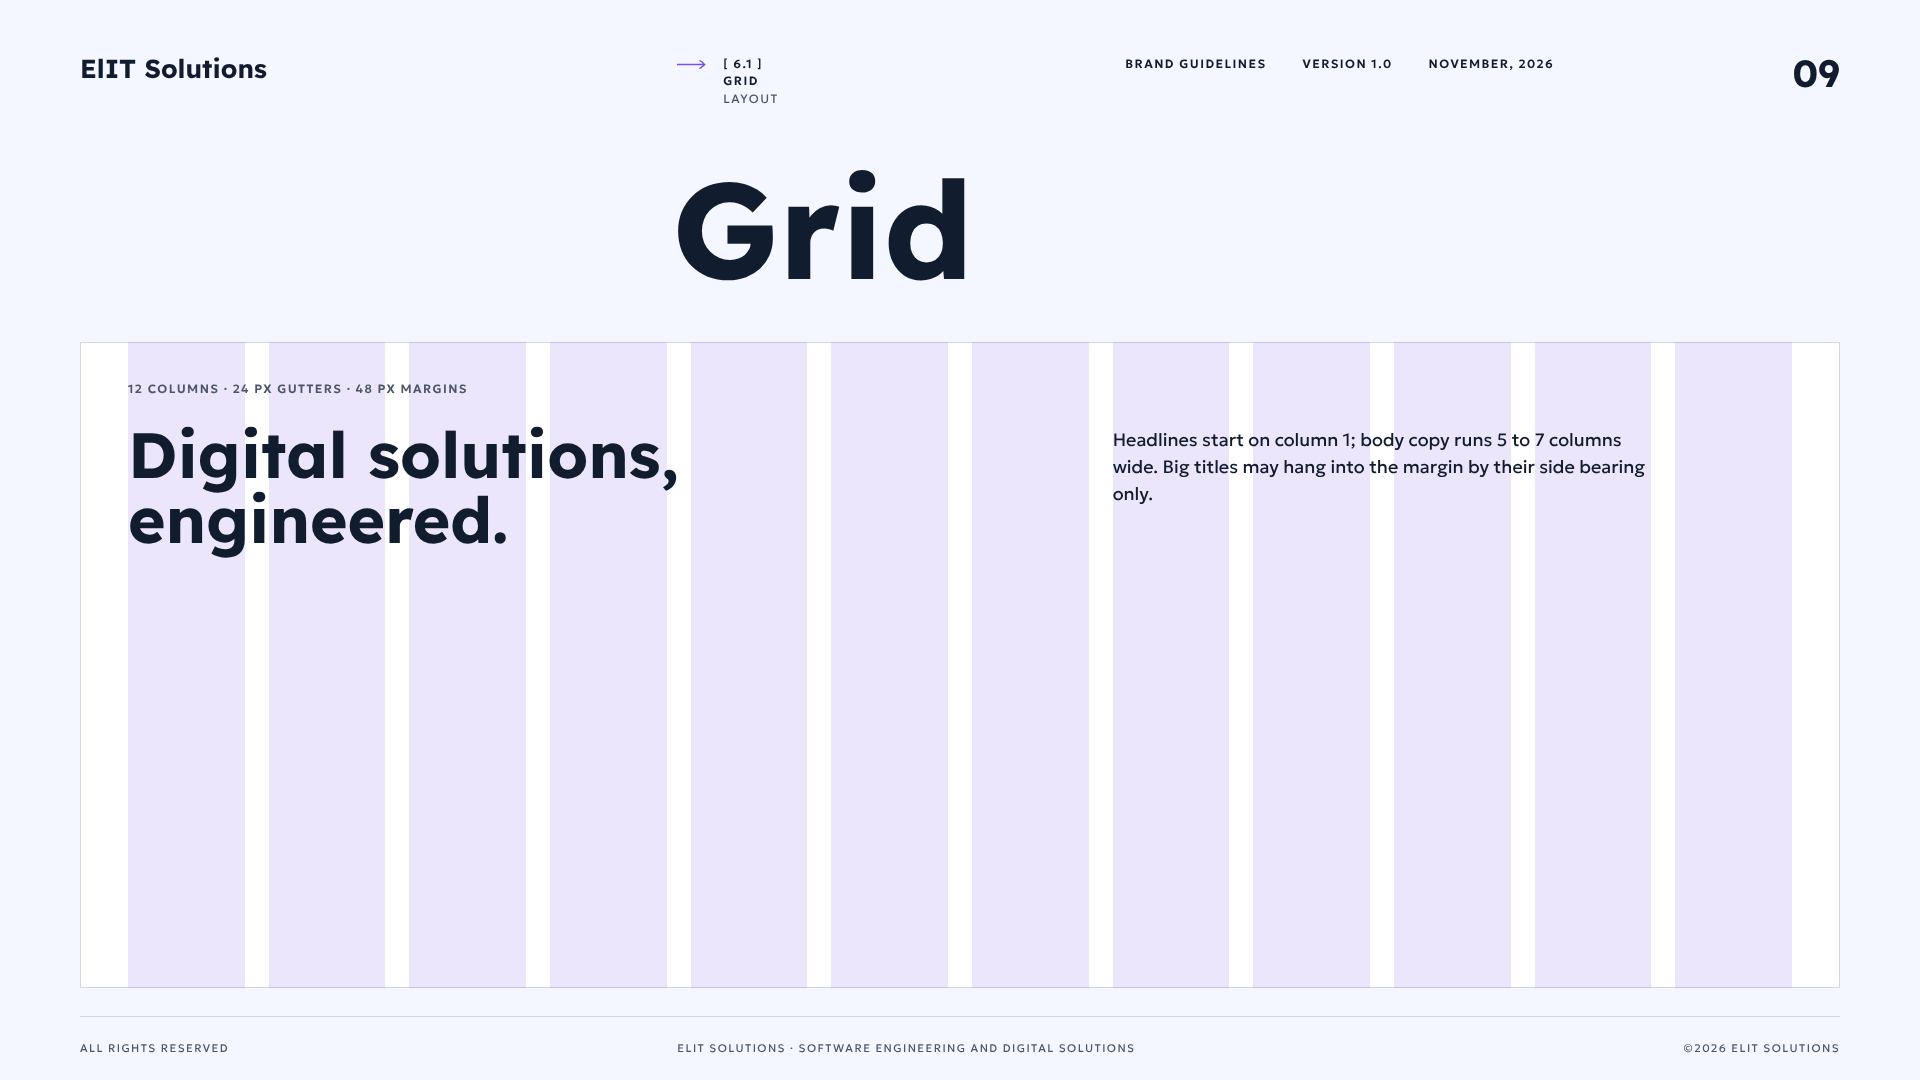 ElIT Solutions
[ 6.1 ]
GRID
LAYOUT
BRAND GUIDELINES
VERSION 1.0
NOVEMBER, 2026
09
Grid
12 COLUMNS · 24 PX GUTTERS · 48 PX MARGINS
Digital solutions,
engineered.
Headlines start on column 1; body copy runs 5 to 7 columns
wide. Big titles may hang into the margin by their side bearing
only.
ALL RIGHTS RESERVED
ELIT SOLUTIONS · SOFTWARE ENGINEERING AND DIGITAL SOLUTIONS
©2026 ELIT SOLUTIONS